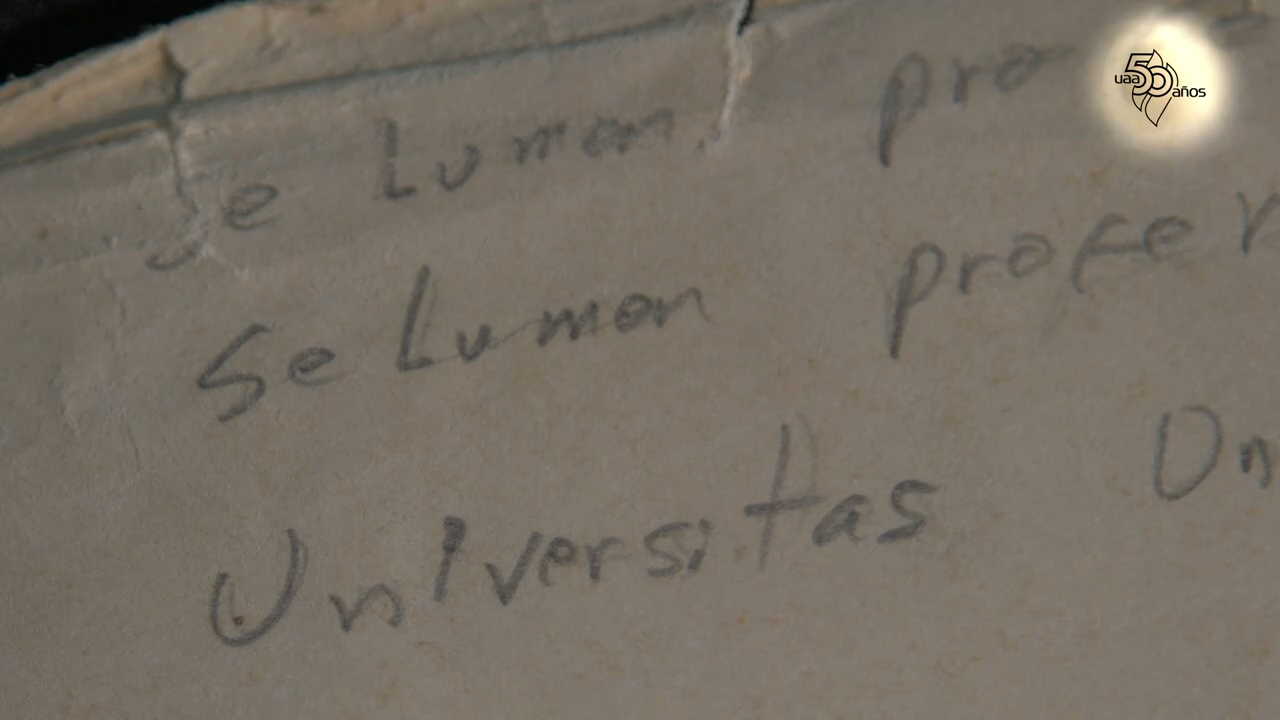 Se Lumen pro
Se Lumen profer
Universitas Un
uaa 50 años